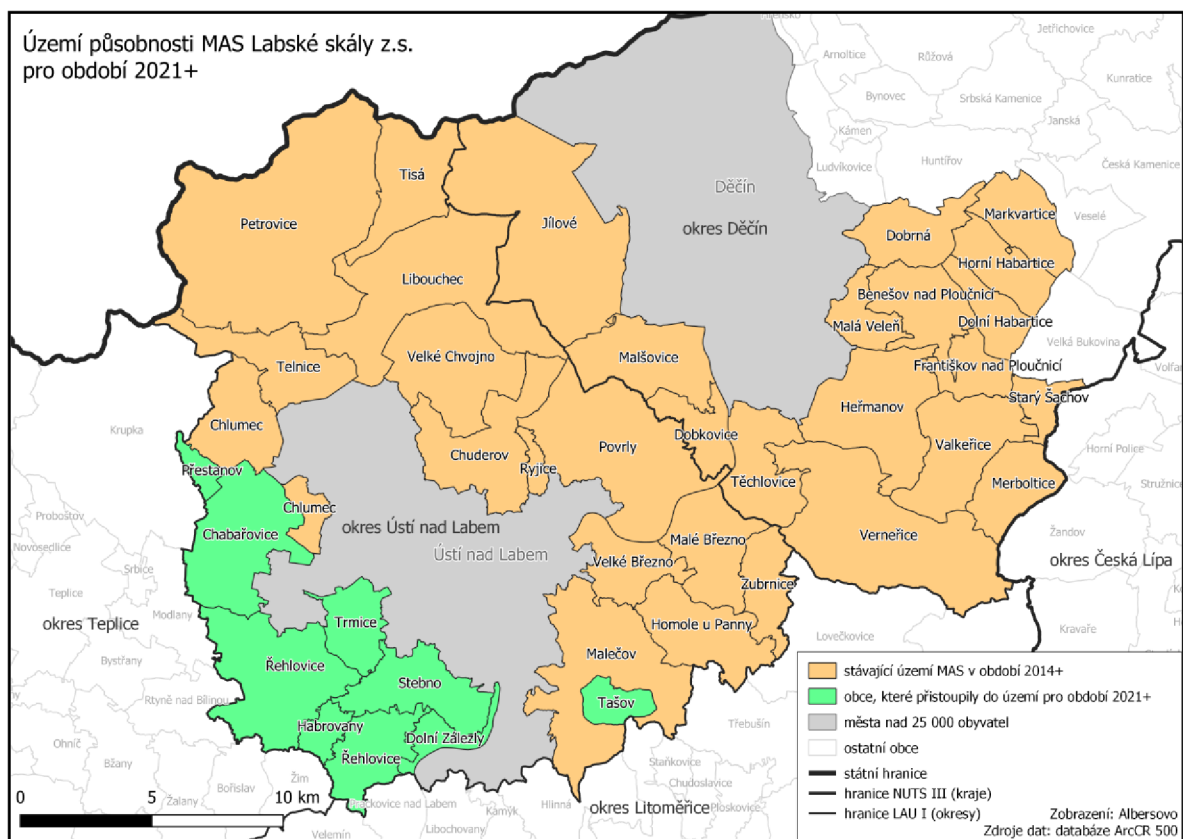 Území působnosti MAS Labské skály z.s.
pro období 2021+
Jetřichovice
Arnoltice
Růžová
Kunratice
Bynovec
Srbská Kamenice
Janská
Kámen
Ludvíkovice
Huntířov
Česká Kamenice
Veselé
Tisá
Děčín
okres Děčín
Petrovice
Jílové
Markvartice
Dobrná
Libouchec
Horní Habartice
Benešov nad Ploučnicí
Malá Veleň
Dolní Habartice
Velká Bukovina
Velké Chvojno
Malšovice
Telnice
Františkov nad Ploučnicí
Starý Šachov
Heřmanov
Chlumec
Krupka
Dobkovice
Povrly
Valkeřice
Horní Police
Chuderov
Ryjice
Přestanov
Těchlovice
Merboltice
Stružnice
Chlumec
Proboštov
Novosedlice
Chabařovice
okres Ústí nad Labem
Ústí nad Labem
Malé Březno
Verneřice
Žandov
okres Česká Lípa
Velké Březno
Zubrnice
Srbice
Teplice
Modlany
okres Teplice
Trmice
Homole u Panny
Lovečkovice
Kravaře
Bystřany
Řehlovice
Malečov
Stebno
Rtyně nad Bílinou
Tašov
Třebušín
Habrovany
Dolní Zálezly
Řehlovice
Ohníč
Bžany
Žim
Staňkovice
Bořislav
Chudoslavice
Žalany
Prackovice nad Labem
Kamýk
Hlinná
okres Litoměřice
Ploskovice
Velemín
Libochovany
0 5 10 km
stávající území MAS v období 2014+
obce, které přistoupily do území pro období 2021+
města nad 25 000 obyvatel
ostatní obce
státní hranice
hranice NUTS III (kraje)
hranice LAU I (okresy)
Zobrazení: Albersovo
Zdroje dat: databáze ArcCR 500